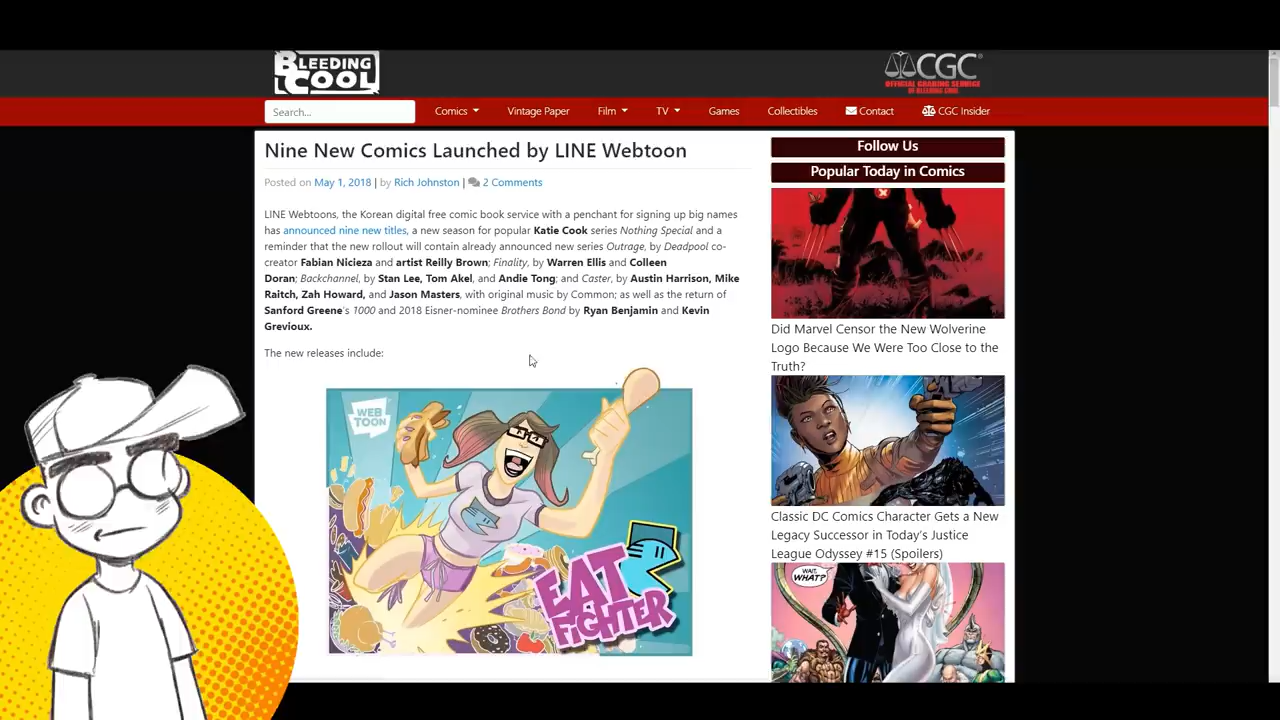 BLEEDING COOL
CGC
OFFICIAL GRADING SERVICE
OF BLEEDING COOL
Search...
Comics
Vintage Paper
Film
TV
Games
Collectibles
Contact
CGC Insider
Nine New Comics Launched by LINE Webtoon
Posted on May 1, 2018 | by Rich Johnston | 2 Comments
LINE Webtoons, the Korean digital free comic book service with a penchant for signing up big names
has announced nine new titles, a new season for popular Katie Cook series Nothing Special and a
reminder that the new rollout will contain already announced new series Outrage, by Deadpool co-
creator Fabian Nicieza and artist Reilly Brown; Finality, by Warren Ellis and Colleen
Doran; Backchannel, by Stan Lee, Tom Akel, and Andie Tong; and Caster, by Austin Harrison, Mike
Raitch, Zah Howard, and Jason Masters, with original music by Common; as well as the return of
Sanford Greene's 1000 and 2018 Eisner-nominee Brothers Bond by Ryan Benjamin and Kevin
Grevioux.
The new releases include:
WEB
TOON
EAT
FIGHTER
Follow Us
Popular Today in Comics
Did Marvel Censor the New Wolverine
Logo Because We Were Too Close to the
Truth?
Classic DC Comics Character Gets a New
Legacy Successor in Today's Justice
League Odyssey #15 (Spoilers)
WAIT,
WHAT?